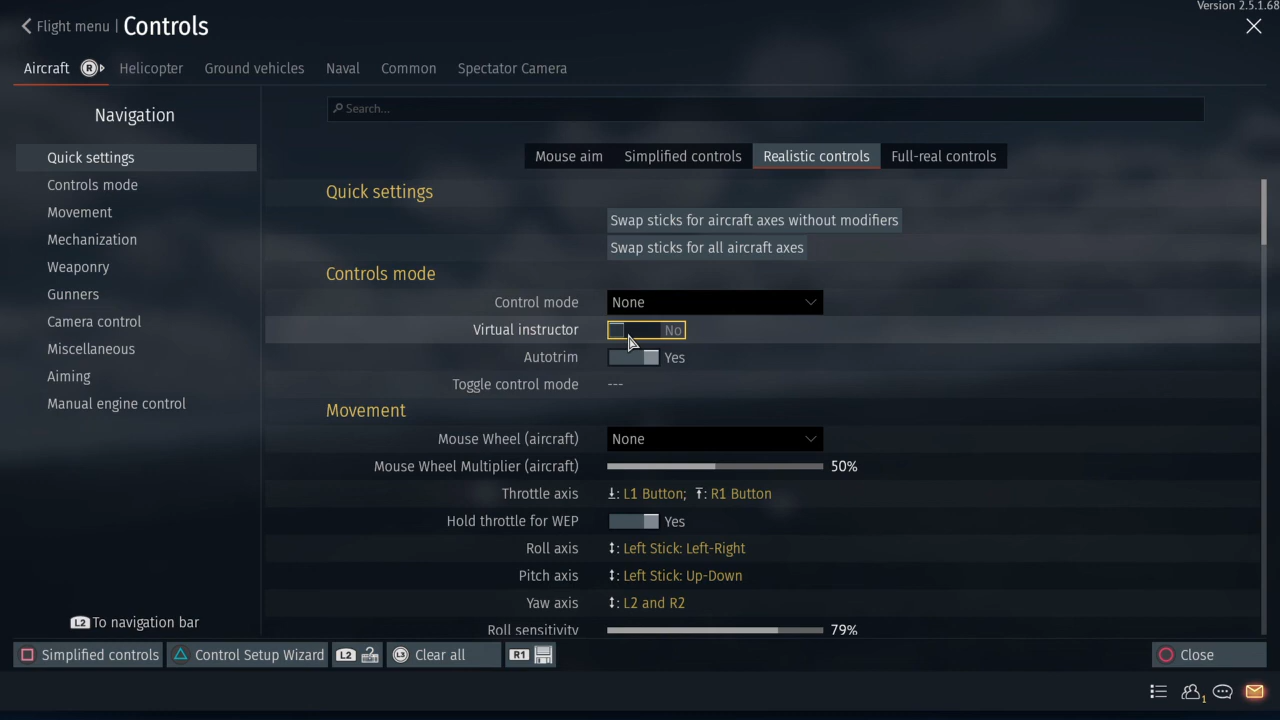 Version 2.5.1.68
Flight menu | Controls
Aircraft R Helicopter Ground vehicles Naval Common Spectator Camera
Navigation
Search...
Quick settings
Controls mode
Movement
Mechanization
Weaponry
Gunners
Camera control
Miscellaneous
Aiming
Manual engine control
L2 To navigation bar
Mouse aim Simplified controls Realistic controls Full-real controls
Quick settings
Swap sticks for aircraft axes without modifiers
Swap sticks for all aircraft axes
Controls mode
Control mode None
Virtual instructor No
Autotrim Yes
Toggle control mode ---
Movement
Mouse Wheel (aircraft) None
Mouse Wheel Multiplier (aircraft) 50%
Throttle axis : L1 Button; : R1 Button
Hold throttle for WEP Yes
Roll axis : Left Stick: Left-Right
Pitch axis : Left Stick: Up-Down
Yaw axis : L2 and R2
Roll sensitivity 79%
Simplified controls Control Setup Wizard L2 L3 Clear all R1 Close
1